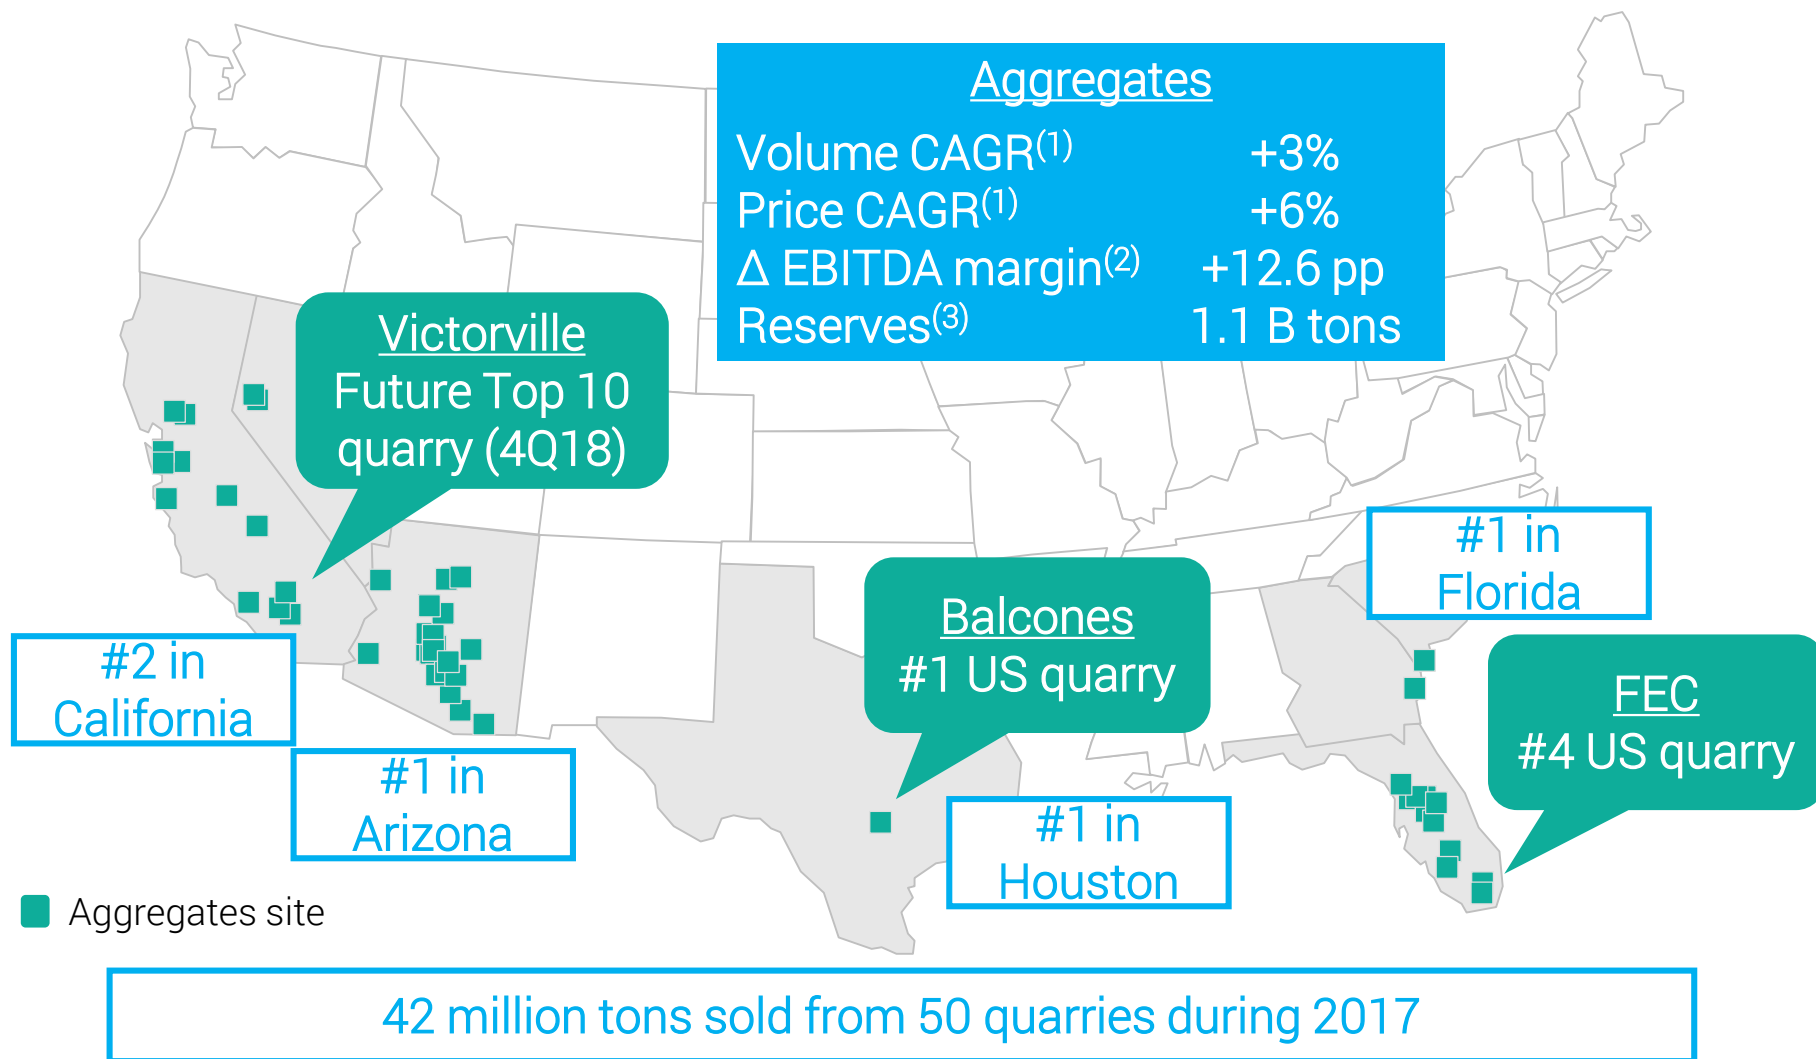 Aggregates
Volume CAGR(1) +3%
Price CAGR(1) +6%
Δ EBITDA margin(2) +12.6 pp
Reserves(3) 1.1 B tons
Victorville
Future Top 10
quarry (4Q18)
#1 in
Florida
Balcones
#1 US quarry
#2 in
California
FEC
#4 US quarry
#1 in
Arizona
#1 in
Houston
Aggregates site
42 million tons sold from 50 quarries during 2017